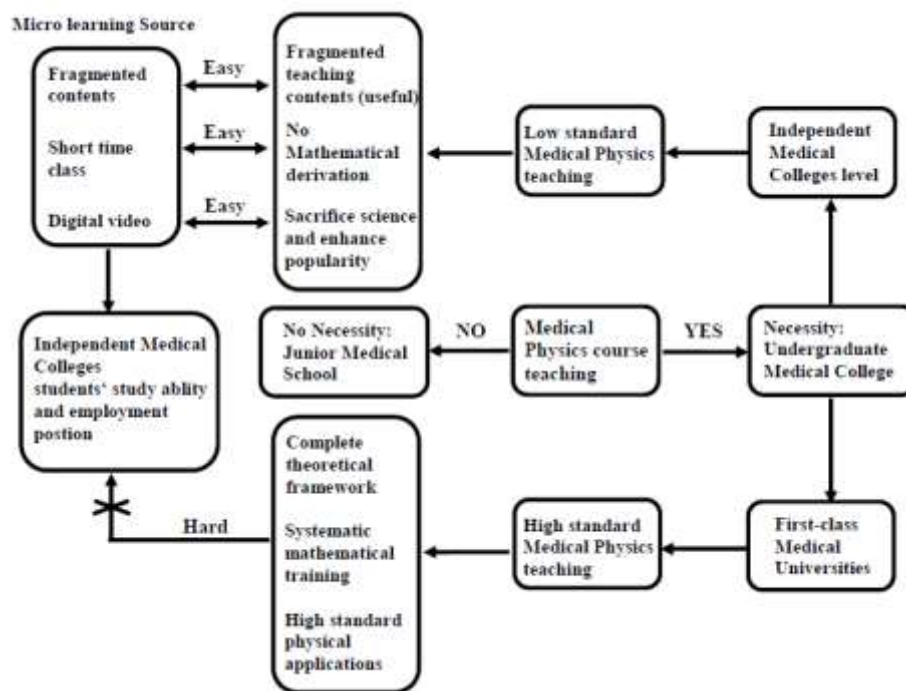 Micro learning Source
Fragmented
contents
Short time
class
Digital video
Easy
Easy
Easy
Fragmented
teaching
contents (useful)
No
Mathematical
derivation
Sacrifice science
and enhance
popularity
Low standard
Medical Physics
teaching
Independent
Medical
Colleges level
Independent Medical
Colleges
students‘ study ablity
and employment
postion
No Necessity:
Junior Medical
School
NO
Medical
Physics course
teaching
YES
Necessity:
Undergraduate
Medical College
Hard
Complete
theoretical
framework
Systematic
mathematical
training
High standard
physical
applications
High standard
Medical Physics
teaching
First-class
Medical
Universities